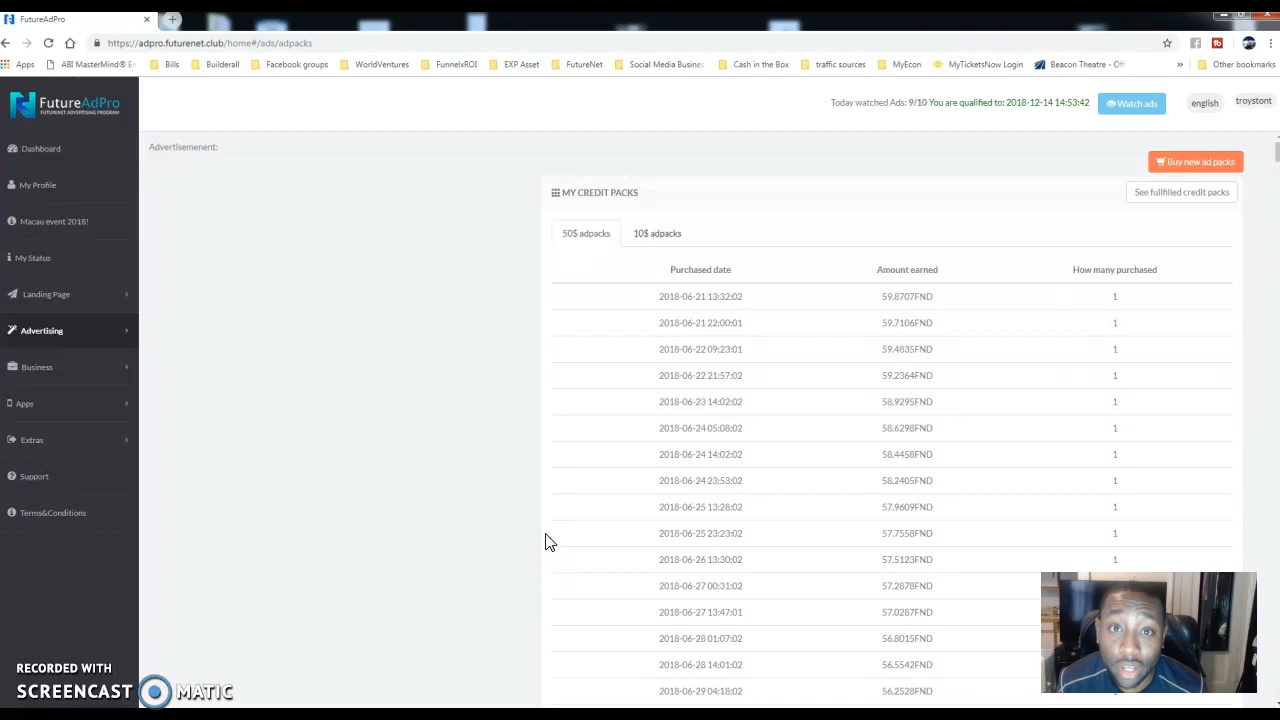 FutureAdPro
https://adpro.futurenet.club/home#/ads/adpacks
Apps ABI MasterMind® E Bills Builderall Facebook groups WorldVentures FunnelxROI EXP Asset FutureNet Social Media Busines Cash in the Box traffic sources MyEcon MyTicketsNow Login Beacon Theatre - Off » Other bookmarks
FutureAdPro
FUTURENET ADVERTISING PROGRAM
Today watched Ads: 9/10 You are qualified to: 2018-12-14 14:53:42 Watch ads english troystont
Dashboard
My Profile
Macau event 2018!
My Status
Landing Page
Advertising
Business
Apps
Extras
Support
Terms&Conditions
Advertisemenent:
Buy new ad packs
MY CREDIT PACKS See fullfilled credit packs
50$ adpacks 10$ adpacks
Purchased date Amount earned How many purchased
2018-06-21 13:32:02 59.8707FND 1
2018-06-21 22:00:01 59.7106FND 1
2018-06-22 09:23:01 59.4835FND 1
2018-06-22 21:57:02 59.2364FND 1
2018-06-23 14:02:02 58.9295FND 1
2018-06-24 05:08:02 58.6298FND 1
2018-06-24 14:02:02 58.4458FND 1
2018-06-24 23:53:02 58.2405FND 1
2018-06-25 13:28:02 57.9609FND 1
2018-06-25 23:23:02 57.7558FND 1
2018-06-26 13:30:02 57.5123FND 1
2018-06-27 00:31:02 57.2878FND
2018-06-27 13:47:01 57.0287FND
2018-06-28 01:07:02 56.8015FND
2018-06-28 14:01:02 56.5542FND
2018-06-29 04:18:02 56.2528FND
RECORDED WITH
SCREENCAST MATIC